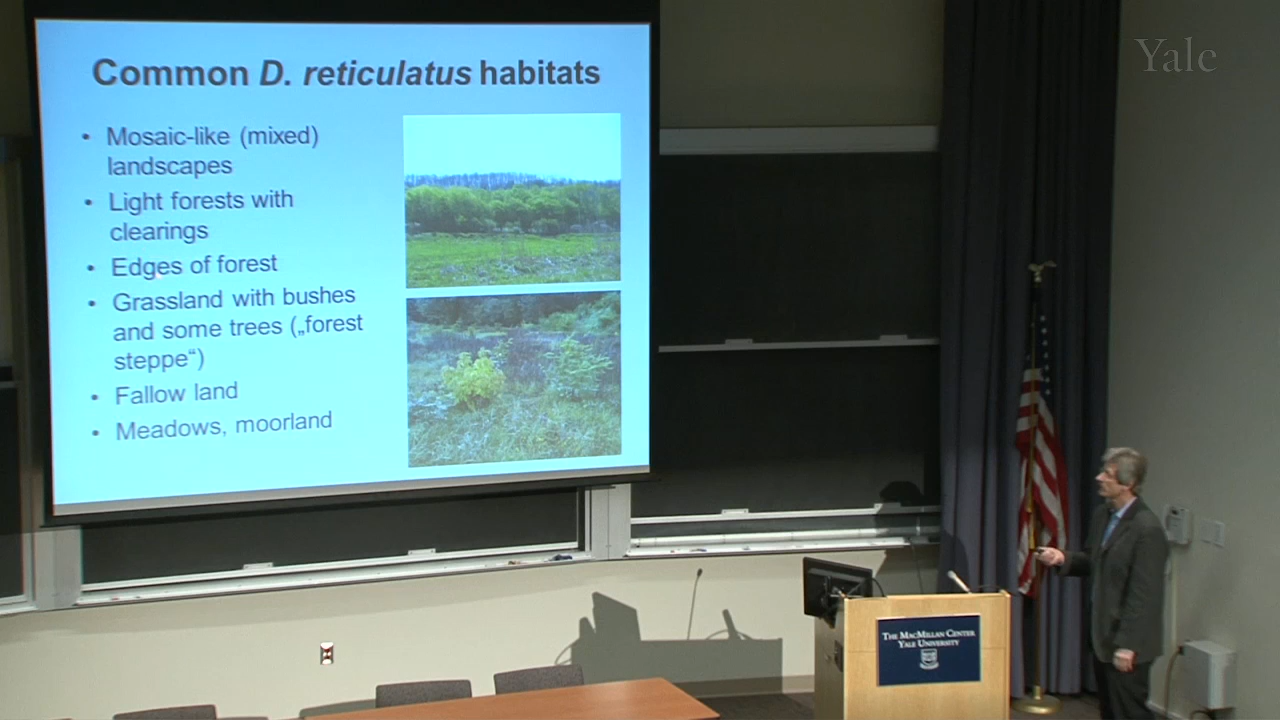 Yale
Common D. reticulatus habitats
• Mosaic-like (mixed)
landscapes
• Light forests with
clearings
• Edges of forest
• Grassland with bushes
and some trees („forest
steppe“)
• Fallow land
• Meadows, moorland
THE MACMILLAN CENTER
YALE UNIVERSITY